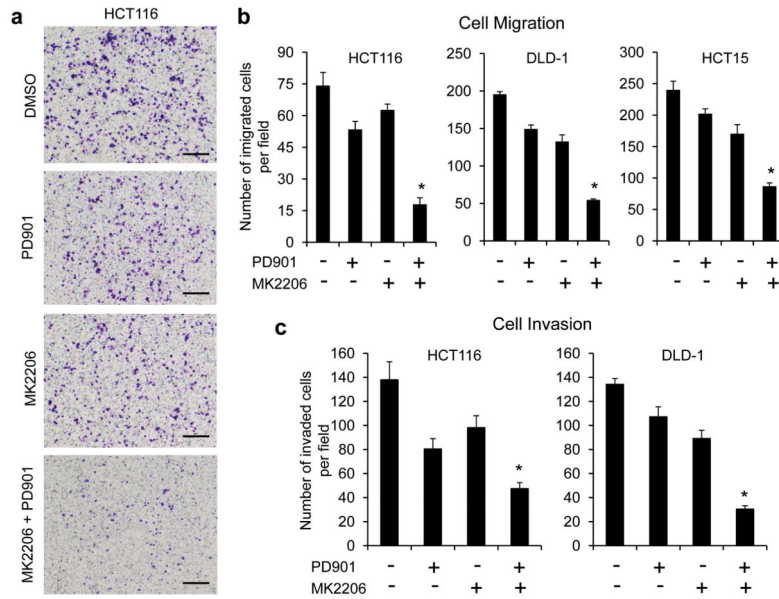 a
HCT116
DMSO
PD901
MK2206
MK2206 + PD901
b
Cell Migration
Number of imigrated cells
per field
HCT116
90
75
60
45
30
15
0
*
DLD-1
250
200
150
100
50
0
*
HCT15
300
250
200
150
100
50
0
*
PD901 - + - + - + - + - + - +
MK2206 - - + + - - + + - - + +
c
Cell Invasion
Number of invaded cells
per field
HCT116
160
140
120
100
80
60
40
20
0
*
DLD-1
160
140
120
100
80
60
40
20
0
*
PD901 - + - + - + - +
MK2206 - - + + - - + +